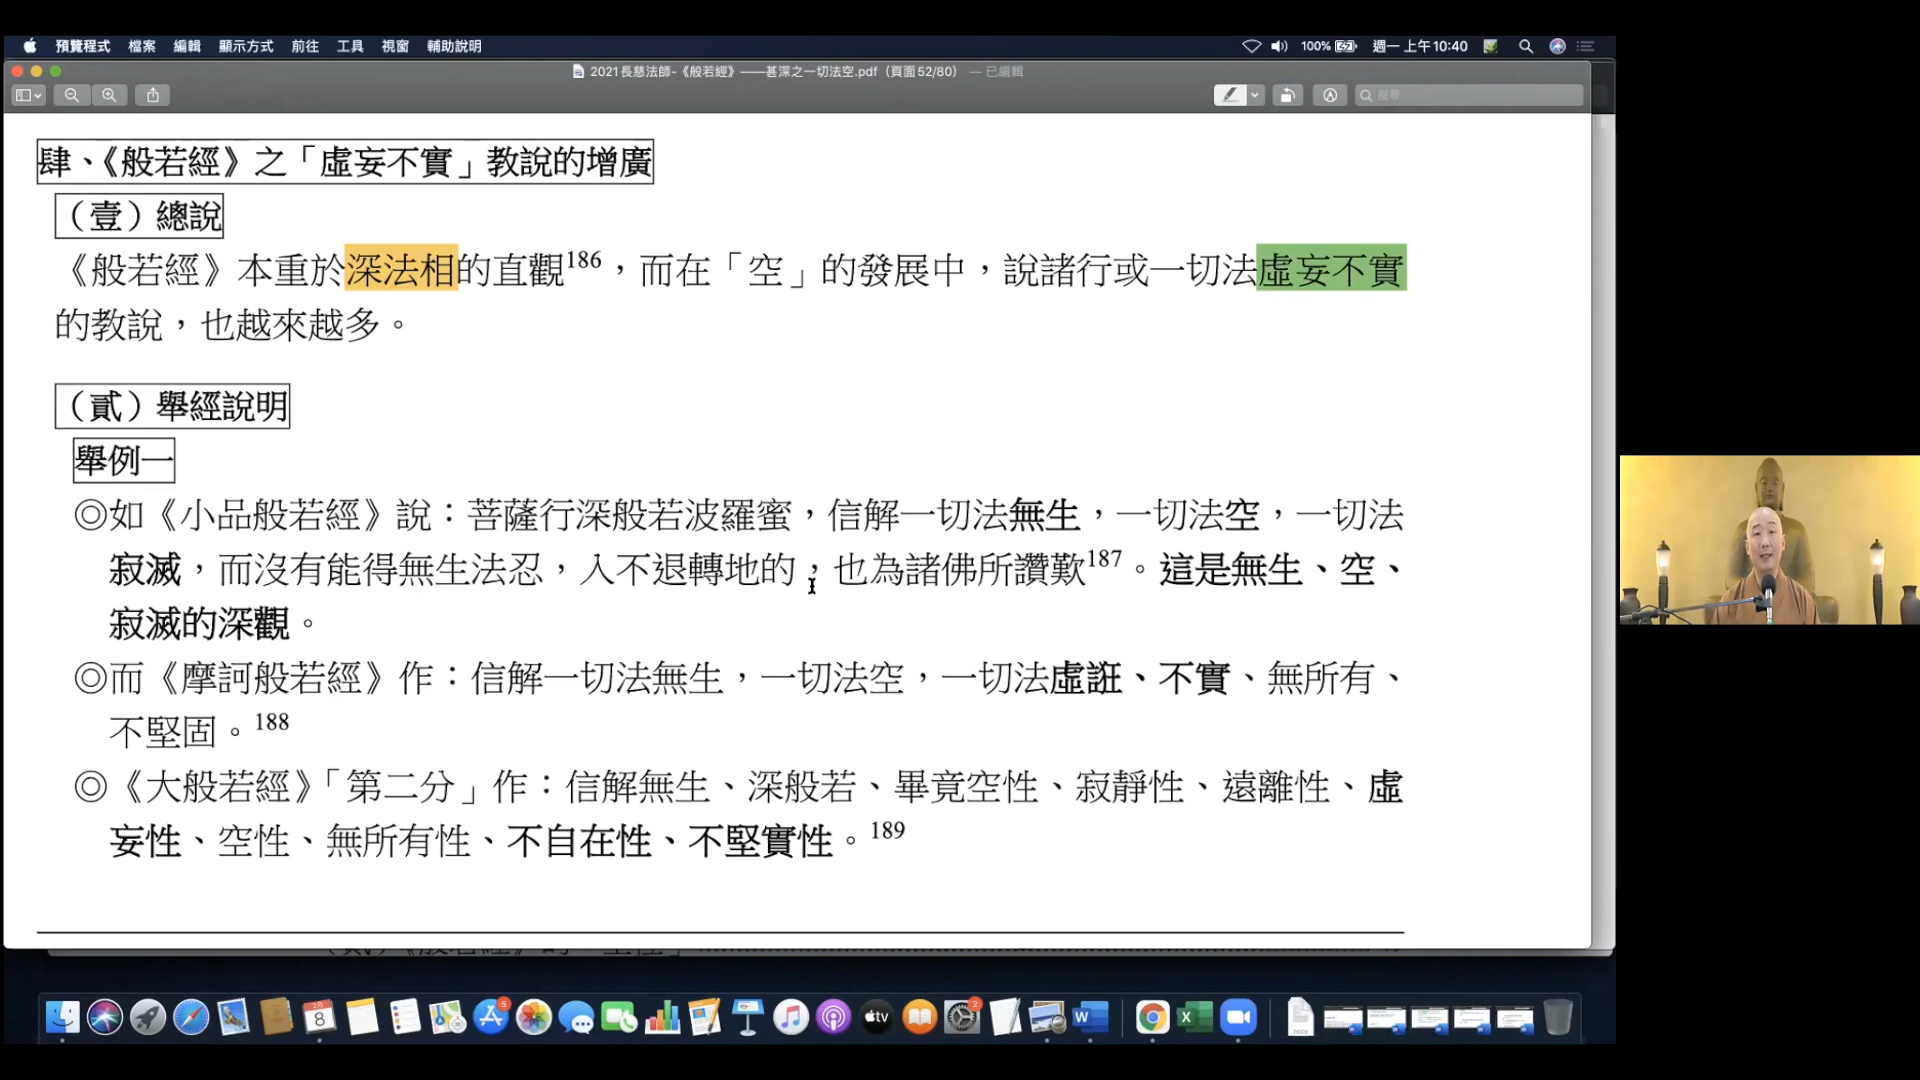 預覽程式 檔案 編輯 顯示方式 前往 工具 視窗 輔助說明 100% 週一 上午10:40
2021長慈法師-《般若經》——甚深之一切法空.pdf（頁面 52/80） — 已編輯
搜尋
肆、《般若經》之「虛妄不實」教說的增廣
（壹）總說
《般若經》本重於深法相的直觀186，而在「空」的發展中，說諸行或一切法虛妄不實
的教說，也越來越多。
（貳）舉經說明
舉例一
◎如《小品般若經》說：菩薩行深般若波羅蜜，信解一切法無生，一切法空，一切法
寂滅，而沒有能得無生法忍，入不退轉地的，也為諸佛所讚歎187。這是無生、空、
寂滅的深觀。
◎而《摩訶般若經》作：信解一切法無生，一切法空，一切法虛誑、不實、無所有、
不堅固。188
◎《大般若經》「第二分」作：信解無生、深般若、畢竟空性、寂靜性、遠離性、虛
妄性、空性、無所有性、不自在性、不堅實性。189
2月
8
5
tv
2
W
X
DOCX